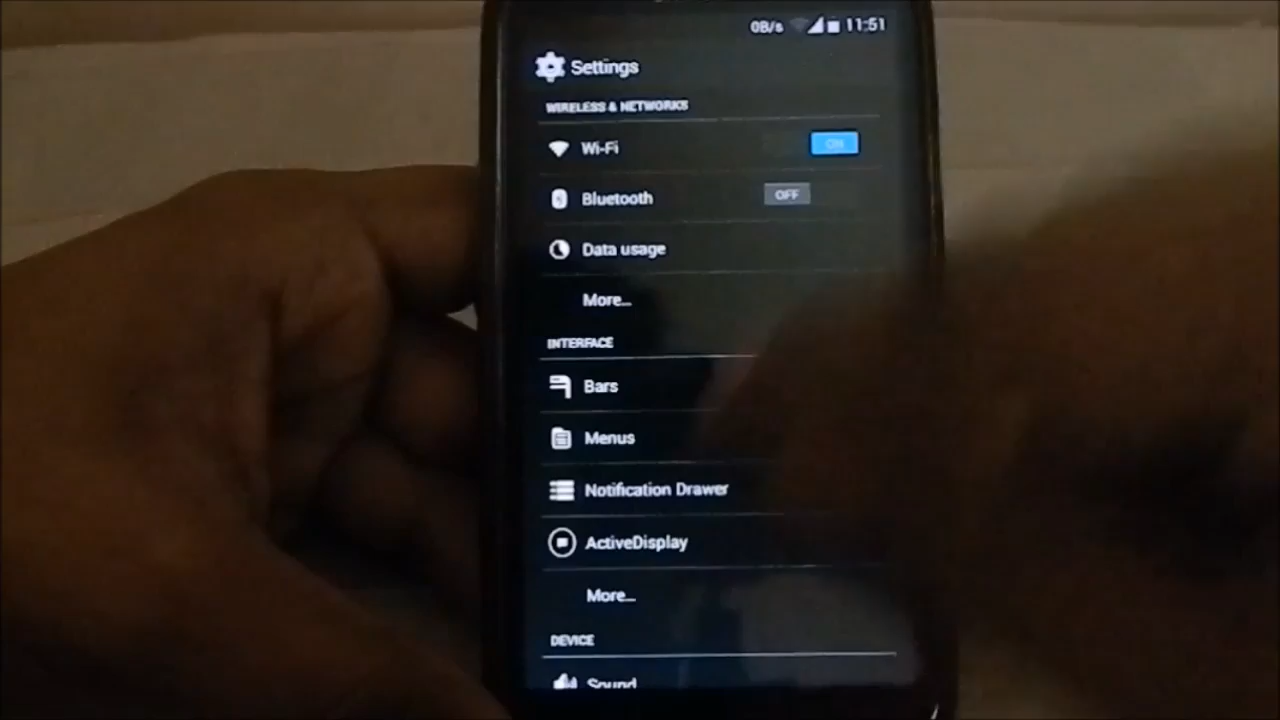 0B/s 11:51
Settings
WIRELESS & NETWORKS
Wi-Fi ON
Bluetooth OFF
Data usage
More...
INTERFACE
Bars
Menus
Notification Drawer
ActiveDisplay
More...
DEVICE
Sound